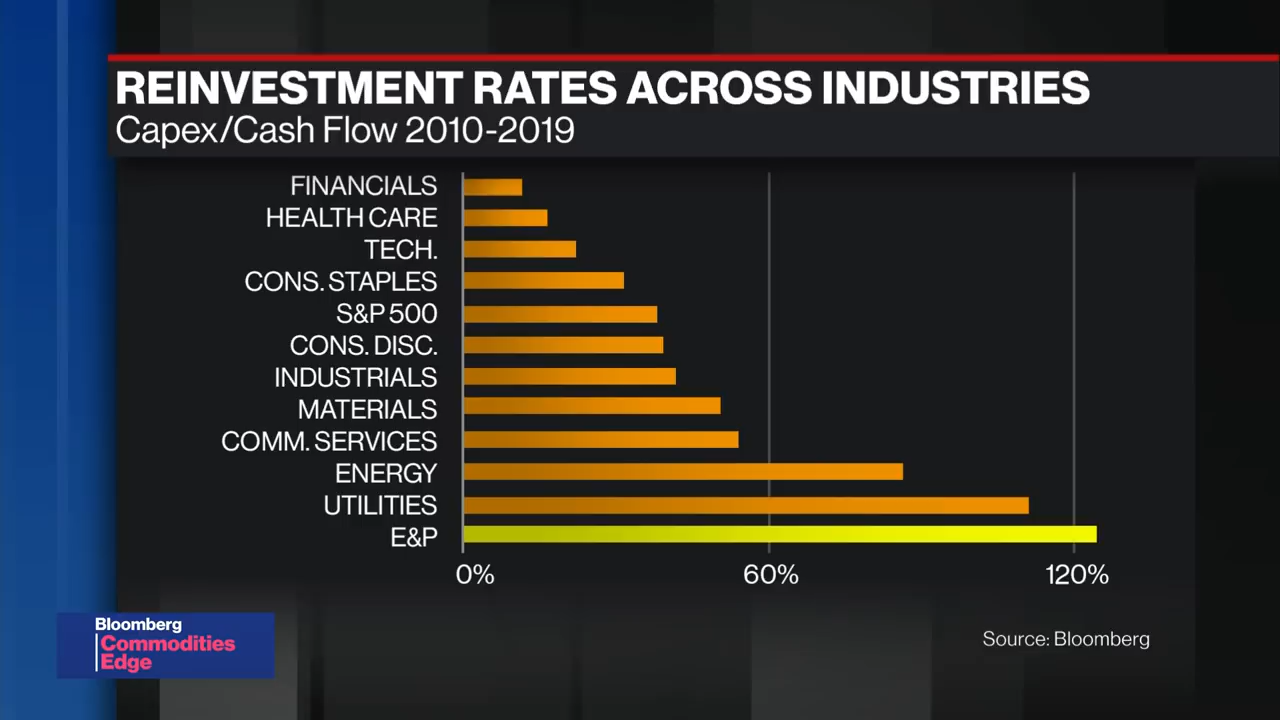 REINVESTMENT RATES ACROSS INDUSTRIES
Capex/Cash Flow 2010-2019
FINANCIALS
HEALTH CARE
TECH.
CONS. STAPLES
S&P 500
CONS. DISC.
INDUSTRIALS
MATERIALS
COMM. SERVICES
ENERGY
UTILITIES
E&P
0% 60% 120%
Bloomberg
Commodities
Edge
Source: Bloomberg